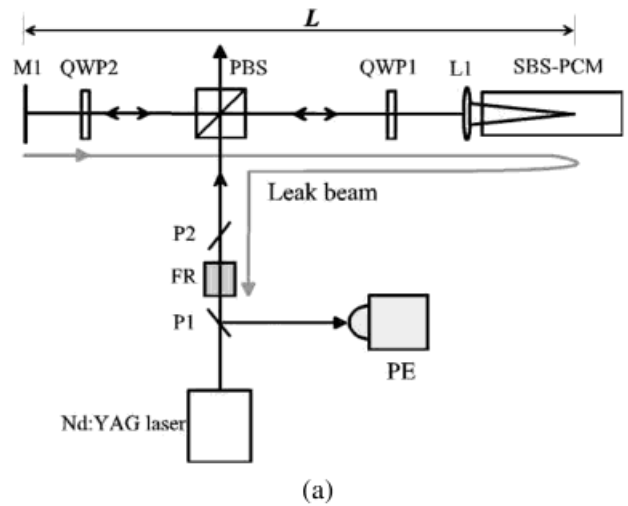 L
M1 QWP2 PBS QWP1 L1 SBS-PCM
Leak beam
P2
FR
P1
PE
Nd:YAG laser
(a)